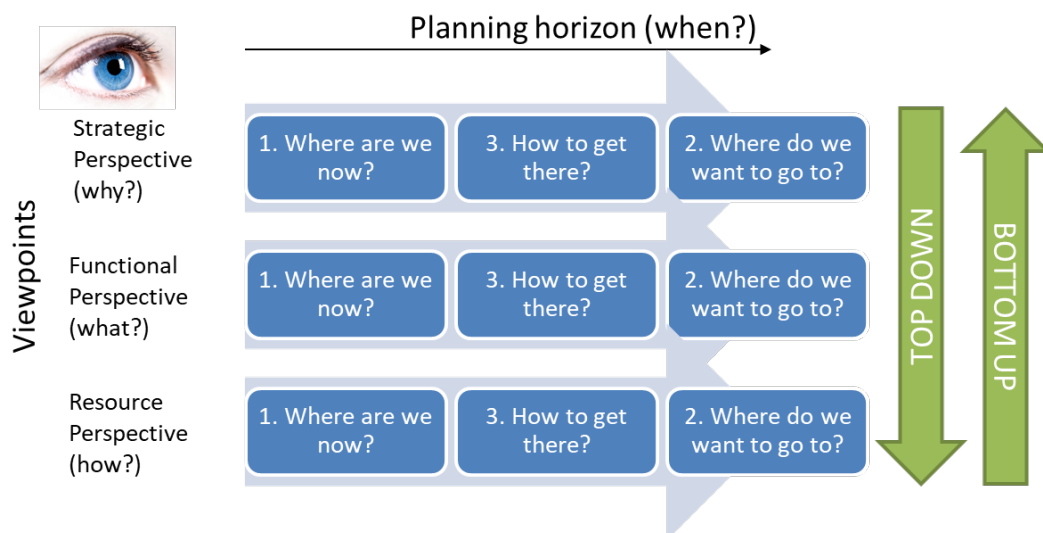 Planning horizon (when?)
Viewpoints
Strategic
Perspective
(why?)
1. Where are we
now?
3. How to get
there?
2. Where do we
want to go to?
Functional
Perspective
(what?)
1. Where are we
now?
3. How to get
there?
2. Where do we
want to go to?
Resource
Perspective
(how?)
1. Where are we
now?
3. How to get
there?
2. Where do we
want to go to?
TOP DOWN
BOTTOM UP